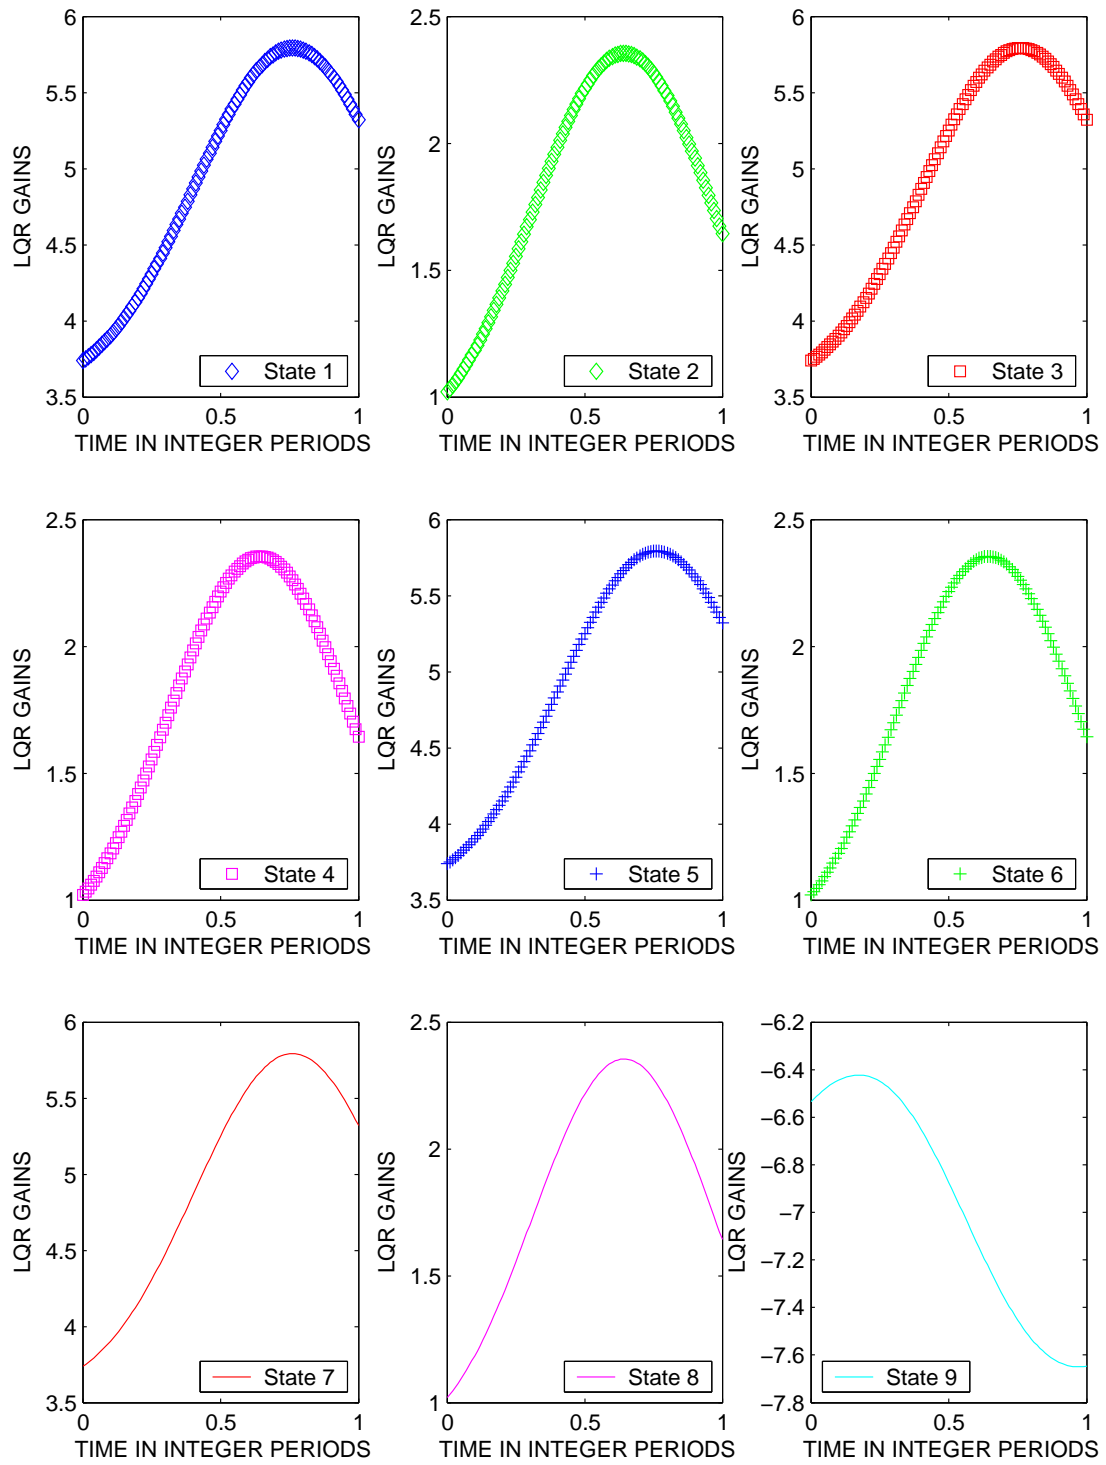 6
5.5
5
4.5
4
3.5
0
0.5
1
LQR GAINS
State 1
TIME IN INTEGER PERIODS
2.5
2
1.5
1
0
0.5
1
LQR GAINS
State 2
TIME IN INTEGER PERIODS
6
5.5
5
4.5
4
3.5
0
0.5
1
LQR GAINS
State 3
TIME IN INTEGER PERIODS
2.5
2
1.5
1
0
0.5
1
LQR GAINS
State 4
TIME IN INTEGER PERIODS
6
5.5
5
4.5
4
3.5
0
0.5
1
LQR GAINS
State 5
TIME IN INTEGER PERIODS
2.5
2
1.5
1
0
0.5
1
LQR GAINS
State 6
TIME IN INTEGER PERIODS
6
5.5
5
4.5
4
3.5
0
0.5
1
LQR GAINS
State 7
TIME IN INTEGER PERIODS
2.5
2
1.5
1
0
0.5
1
LQR GAINS
State 8
TIME IN INTEGER PERIODS
−6.2
−6.4
−6.6
−6.8
−7
−7.2
−7.4
−7.6
−7.8
0
0.5
1
LQR GAINS
State 9
TIME IN INTEGER PERIODS